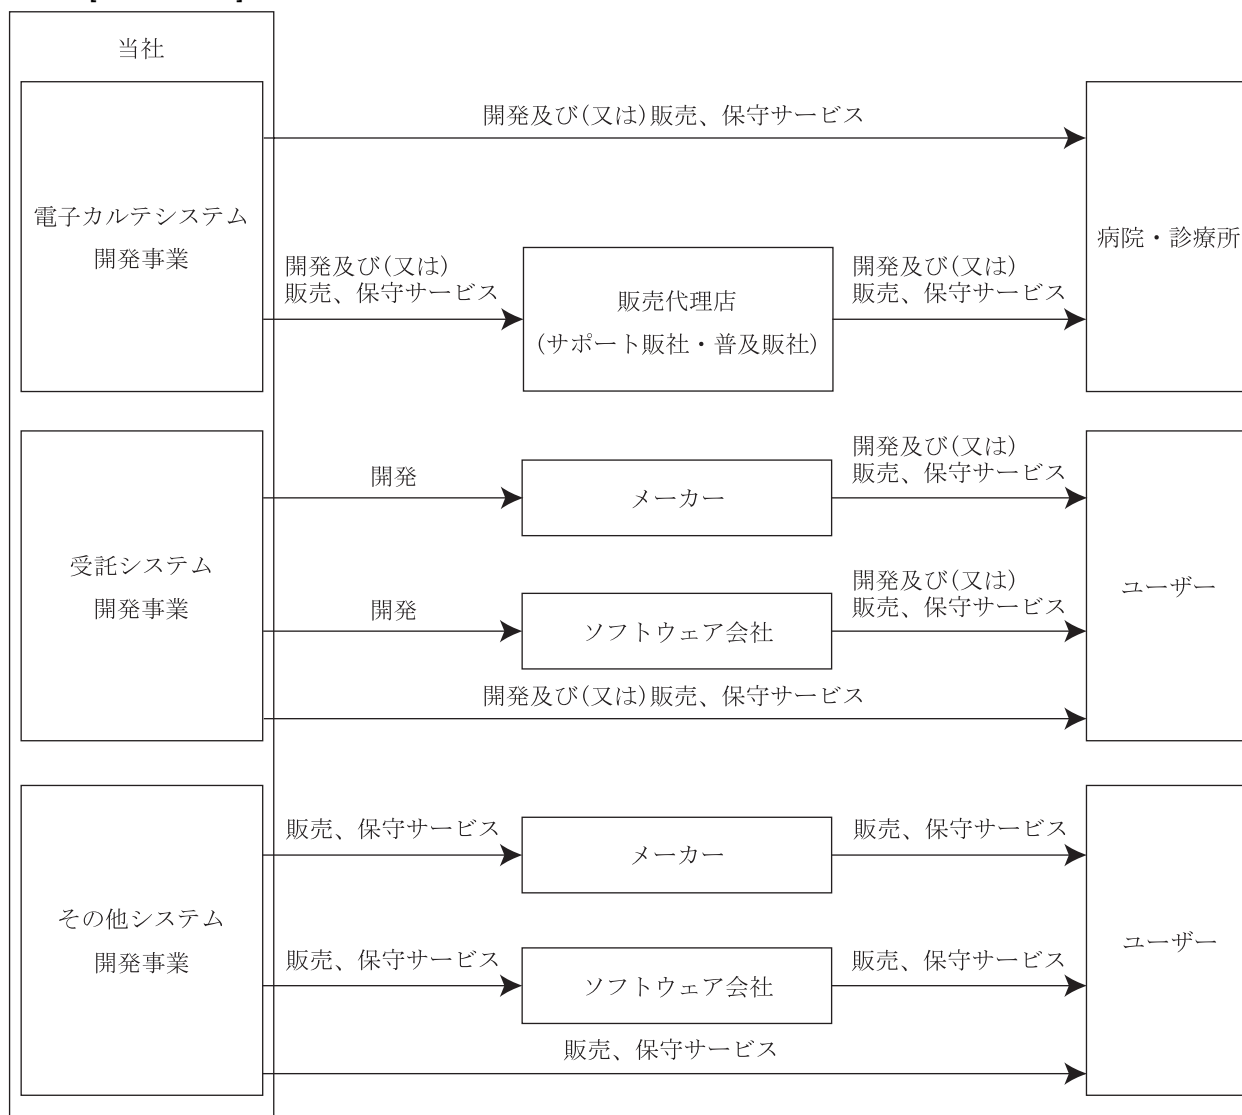 当社
開発及び(又は)販売、保守サービス
電子カルテシステム
開発事業
開発及び(又は)
販売、保守サービス
販売代理店
(サポート販社・普及販社)
開発及び(又は)
販売、保守サービス
病院・診療所
受託システム
開発事業
開発
メーカー
開発及び(又は)
販売、保守サービス
開発
ソフトウェア会社
開発及び(又は)
販売、保守サービス
開発及び(又は)販売、保守サービス
ユーザー
その他システム
開発事業
販売、保守サービス
メーカー
販売、保守サービス
販売、保守サービス
ソフトウェア会社
販売、保守サービス
販売、保守サービス
ユーザー